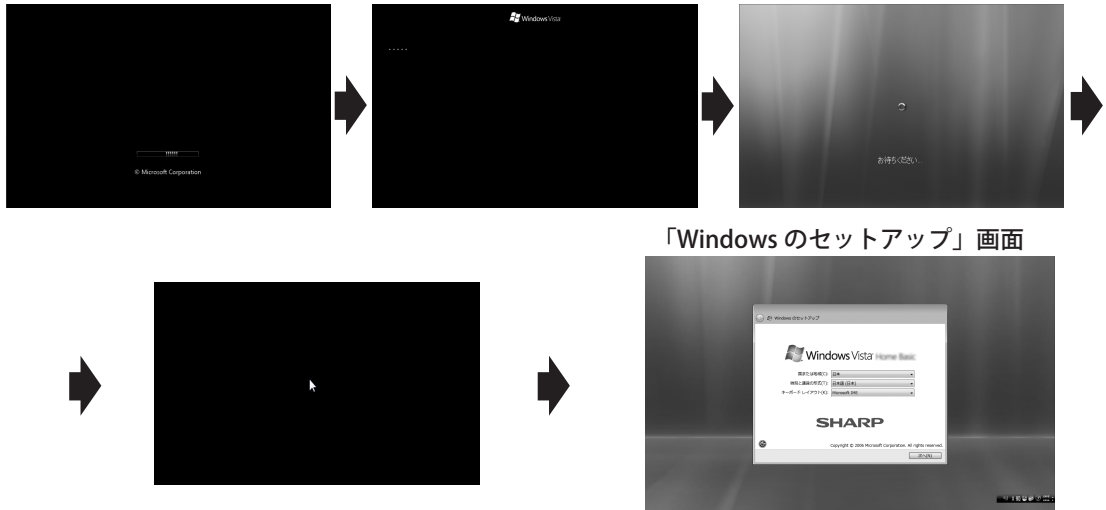 Windows Vista
© Microsoft Corporation
お待ちください...
「Windows のセットアップ」画面
Windows のセットアップ
Windows Vista Home Basic
国または地域(C): 日本
時刻と通貨の形式(T): 日本語 (日本)
キーボード レイアウト(K): Microsoft IME
SHARP
Copyright © 2006 Microsoft Corporation. All rights reserved.
次へ(N)